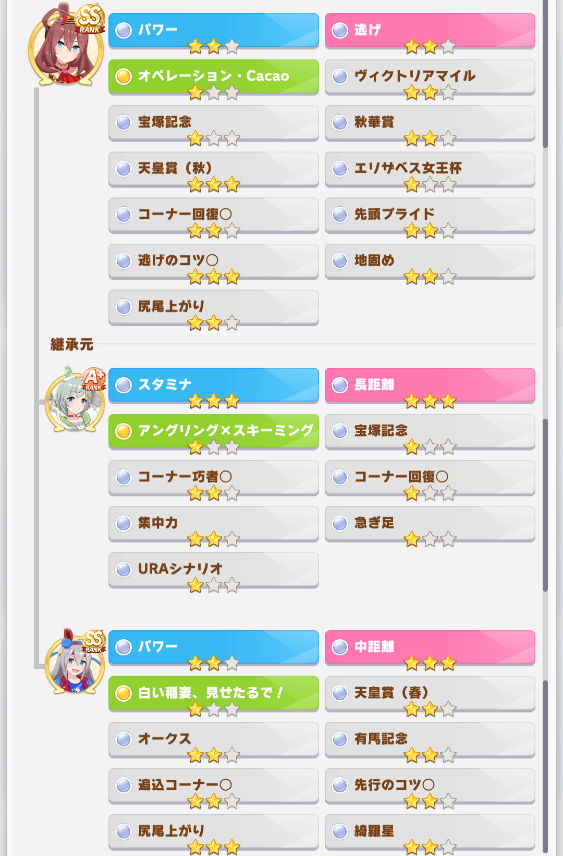 SS
RANK
パワー
逃げ
オペレーション・Cacao
ヴィクトリアマイル
宝塚記念
秋華賞
天皇賞（秋）
エリザベス女王杯
コーナー回復○
先頭プライド
逃げのコツ○
地固め
尻尾上がり
継承元
A+
RANK
スタミナ
長距離
アングリング×スキーミング
宝塚記念
コーナー巧者○
コーナー回復○
集中力
急ぎ足
URAシナリオ
SS
RANK
パワー
中距離
白い稲妻、見せたるで！
天皇賞（春）
オークス
有馬記念
追込コーナー○
先行のコツ○
尻尾上がり
綺羅星